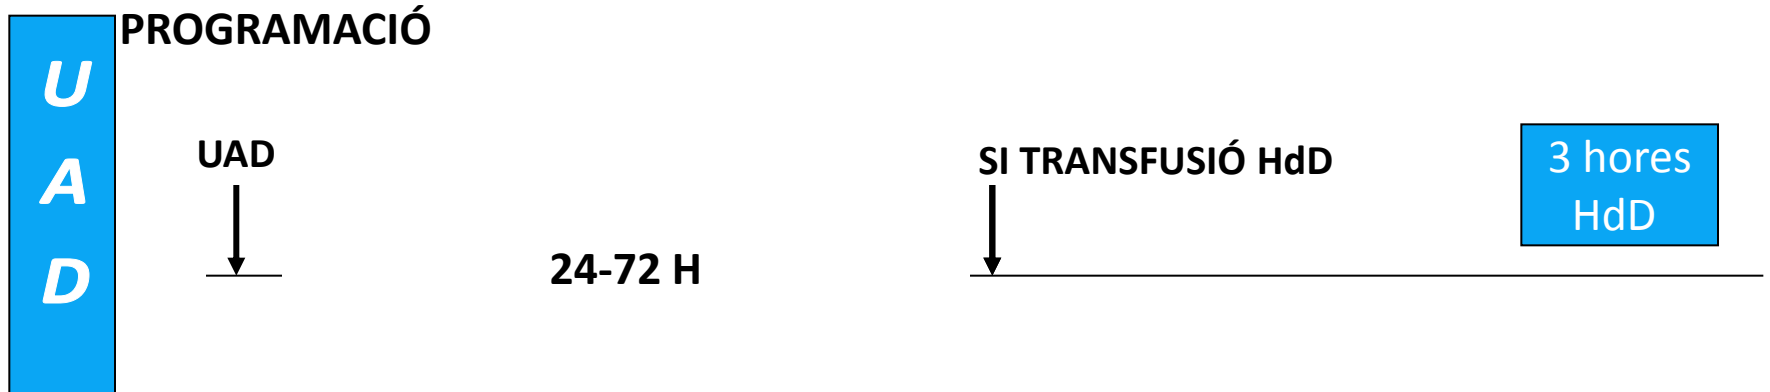 PROGRAMACIÓ
U
A
D
UAD
24-72 H
SI TRANSFUSIÓ HdD
3 hores
HdD